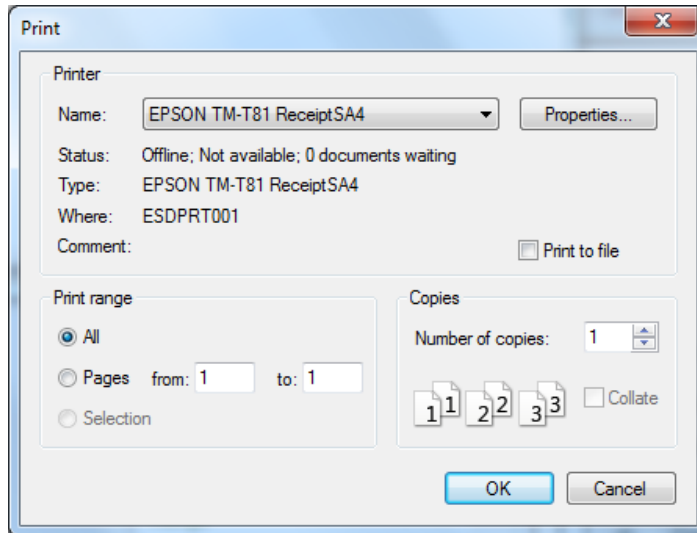 Print
Printer
Name: EPSON TM-T81 ReceiptSA4 Properties...
Status: Offline; Not available; 0 documents waiting
Type: EPSON TM-T81 ReceiptSA4
Where: ESDPRT001
Comment: Print to file
Print range
All
Pages from: 1 to: 1
Selection
Copies
Number of copies: 1
1 1 2 2 3 3 Collate
OK Cancel